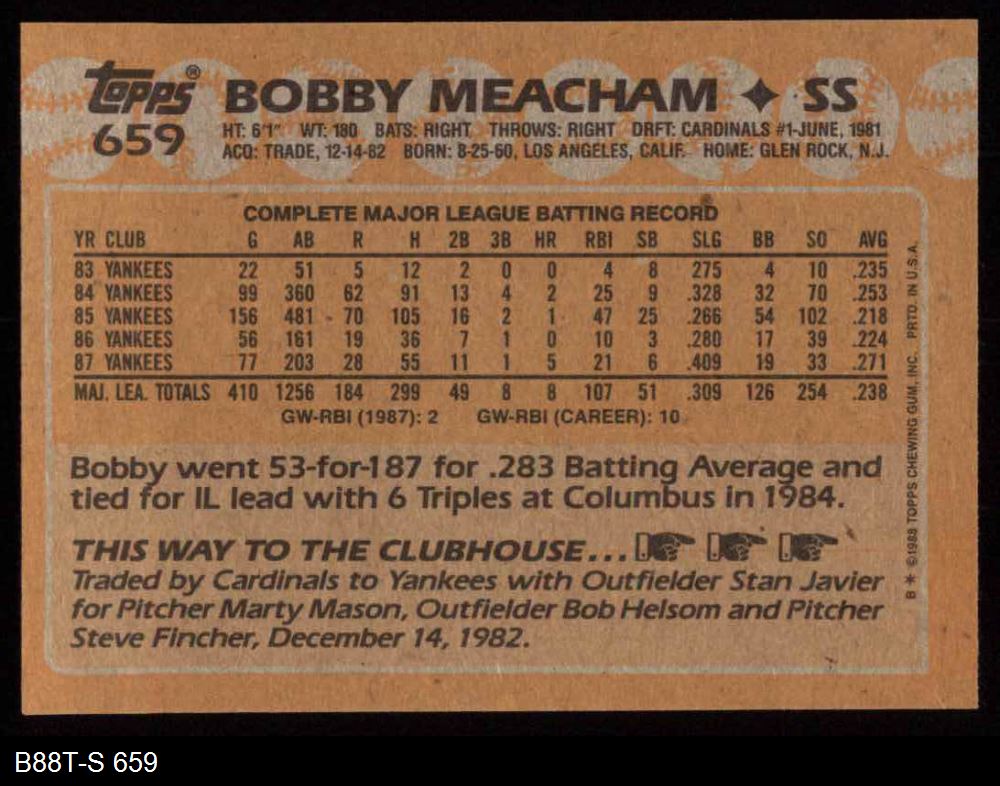 topps® BOBBY MEACHAM ✦ SS
659 HT: 6'1" WT: 180 BATS: RIGHT THROWS: RIGHT DRFT: CARDINALS #1-JUNE, 1981
ACQ: TRADE, 12-14-82 BORN: 8-25-60, LOS ANGELES, CALIF. HOME: GLEN ROCK, N.J.
COMPLETE MAJOR LEAGUE BATTING RECORD
YR CLUB G AB R H 2B 3B HR RBI SB SLG BB SO AVG
83 YANKEES 22 51 5 12 2 0 0 4 8 275 4 10 .235
84 YANKEES 99 360 62 91 13 4 2 25 9 .328 32 70 .253
85 YANKEES 156 481 70 105 16 2 1 47 25 .266 54 102 .218
86 YANKEES 56 161 19 36 7 1 0 10 3 .280 17 39 .224
87 YANKEES 77 203 28 55 11 1 5 21 6 .409 19 33 .271
MAJ. LEA. TOTALS 410 1256 184 299 49 8 8 107 51 .309 126 254 .238
GW-RBI (1987): 2 GW-RBI (CAREER): 10
Bobby went 53-for-187 for .283 Batting Average and
tied for IL lead with 6 Triples at Columbus in 1984.
THIS WAY TO THE CLUBHOUSE...
Traded by Cardinals to Yankees with Outfielder Stan Javier
for Pitcher Marty Mason, Outfielder Bob Helsom and Pitcher
Steve Fincher, December 14, 1982.
B * ©1988 TOPPS CHEWING GUM, INC. PRTD. IN U.S.A.
B88T-S 659